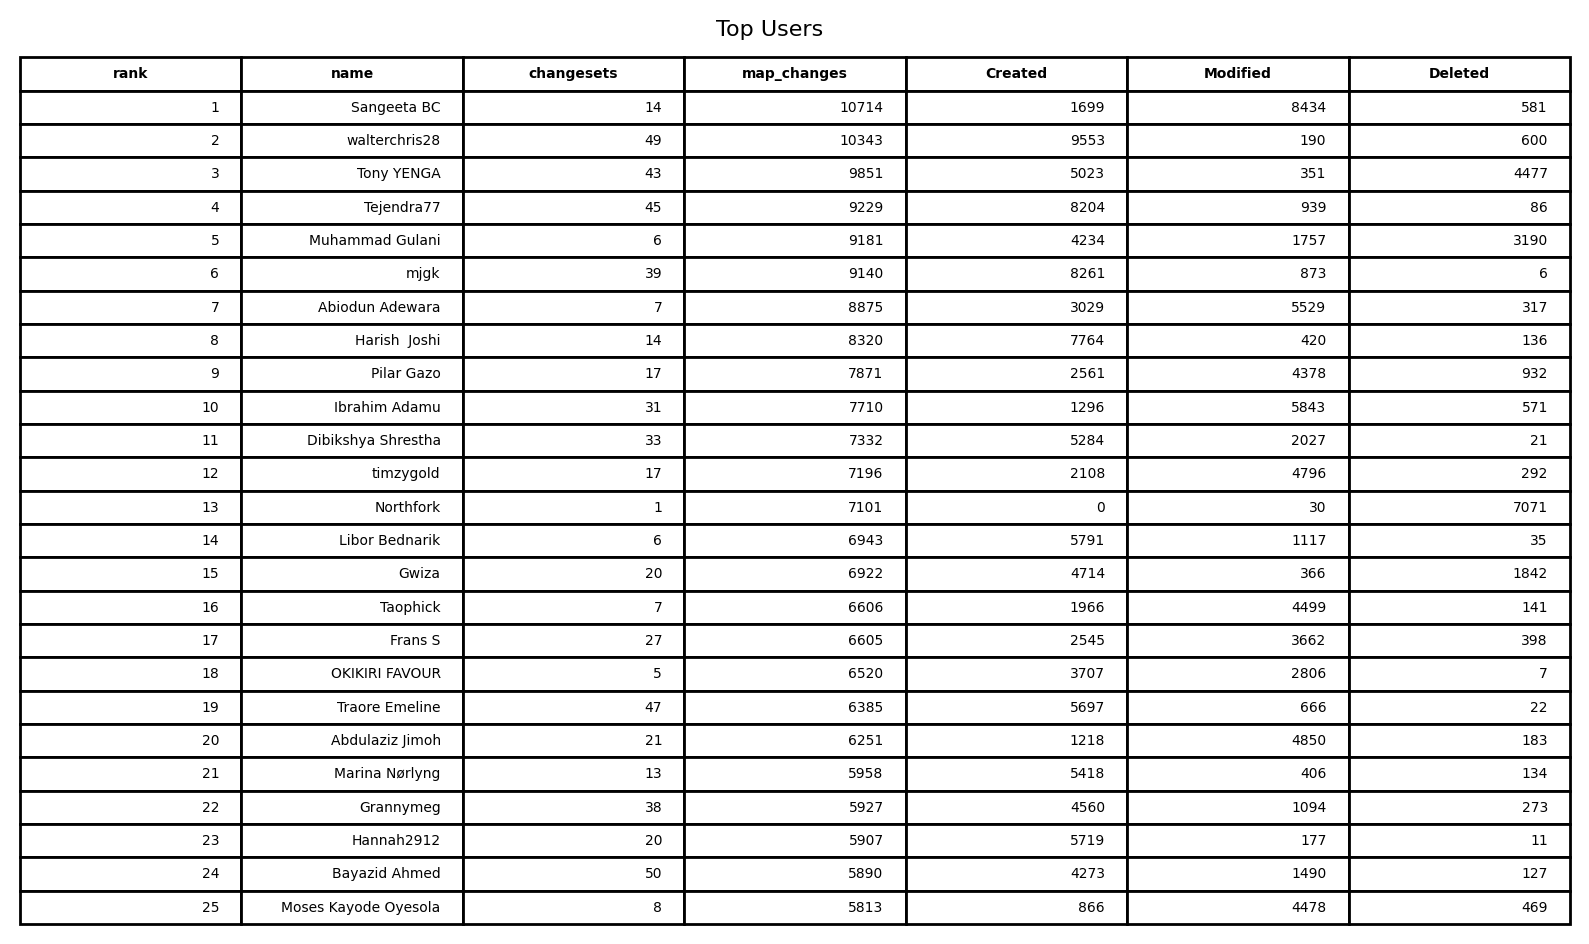 Top Users
rank name changesets map_changes Created Modified Deleted
1 Sangeeta BC 14 10714 1699 8434 581
2 walterchris28 49 10343 9553 190 600
3 Tony YENGA 43 9851 5023 351 4477
4 Tejendra77 45 9229 8204 939 86
5 Muhammad Gulani 6 9181 4234 1757 3190
6 mjgk 39 9140 8261 873 6
7 Abiodun Adewara 7 8875 3029 5529 317
8 Harish  Joshi 14 8320 7764 420 136
9 Pilar Gazo 17 7871 2561 4378 932
10 Ibrahim Adamu 31 7710 1296 5843 571
11 Dibikshya Shrestha 33 7332 5284 2027 21
12 timzygold 17 7196 2108 4796 292
13 Northfork 1 7101 0 30 7071
14 Libor Bednarik 6 6943 5791 1117 35
15 Gwiza 20 6922 4714 366 1842
16 Taophick 7 6606 1966 4499 141
17 Frans S 27 6605 2545 3662 398
18 OKIKIRI FAVOUR 5 6520 3707 2806 7
19 Traore Emeline 47 6385 5697 666 22
20 Abdulaziz Jimoh 21 6251 1218 4850 183
21 Marina Nørlyng 13 5958 5418 406 134
22 Grannymeg 38 5927 4560 1094 273
23 Hannah2912 20 5907 5719 177 11
24 Bayazid Ahmed 50 5890 4273 1490 127
25 Moses Kayode Oyesola 8 5813 866 4478 469